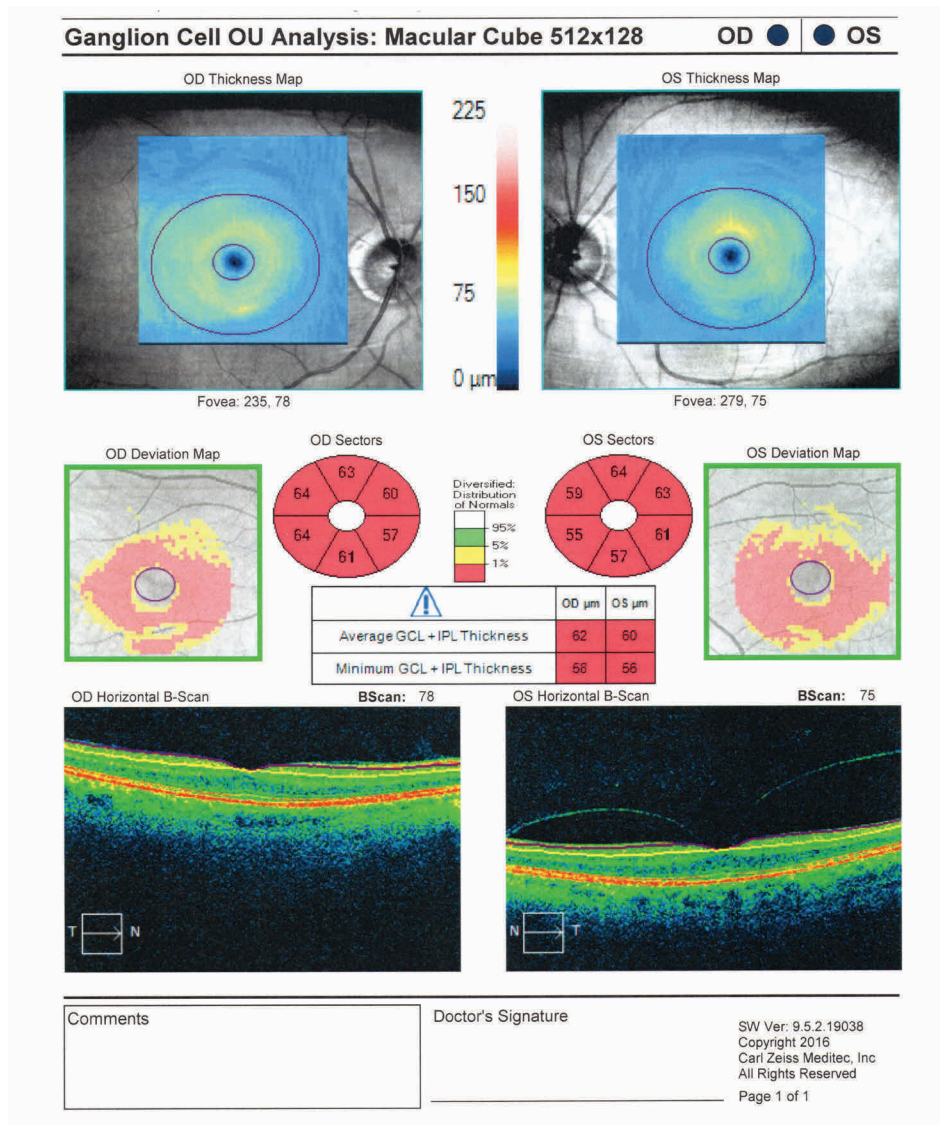 Ganglion Cell OU Analysis: Macular Cube 512x128
OD
OS
OD Thickness Map
OS Thickness Map
225
150
75
0 µm
Fovea: 235, 78
Fovea: 279, 75
OD Deviation Map
OD Sectors
OS Sectors
OS Deviation Map
63
64
60
64
57
61
Diversified:
Distribution
of Normals
95%
5%
1%
64
59
63
55
61
57
OD µm
OS µm
Average GCL + IPL Thickness
62
60
Minimum GCL + IPL Thickness
56
OD Horizontal B-Scan
BScan: 78
OS Horizontal B-Scan
BScan: 75
T
N
N
T
Comments
Doctor's Signature
SW Ver: 9.5.2.19038
Copyright 2016
Carl Zeiss Meditec, Inc
All Rights Reserved
Page 1 of 1